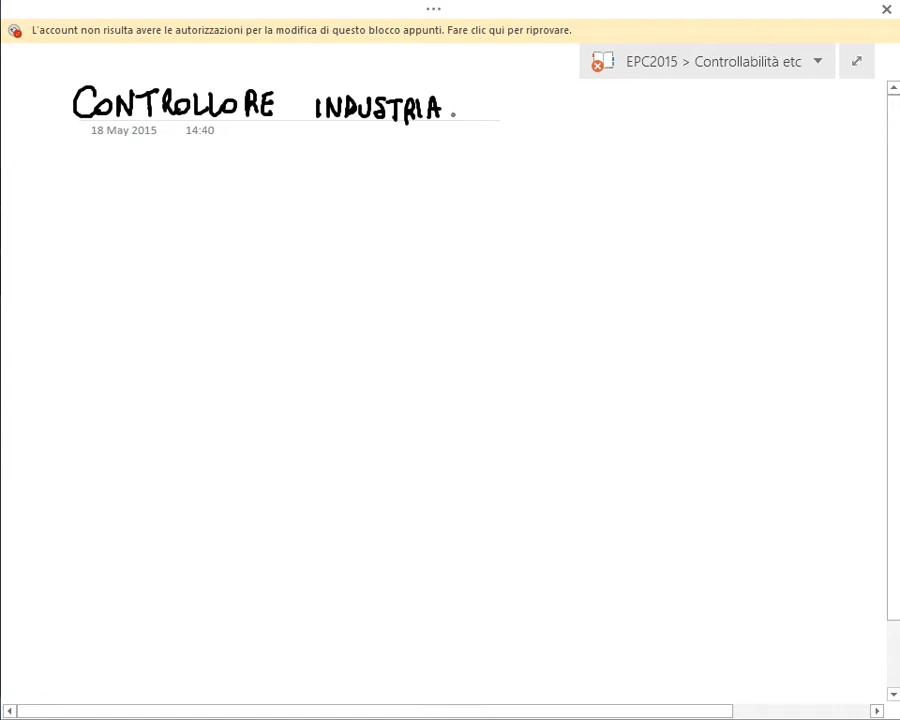 L'account non risulta avere le autorizzazioni per la modifica di questo blocco appunti. Fare clic qui per riprovare.
EPC2015 > Controllabilità etc
CONTROLLORE INDUSTRIA
18 May 2015 14:40